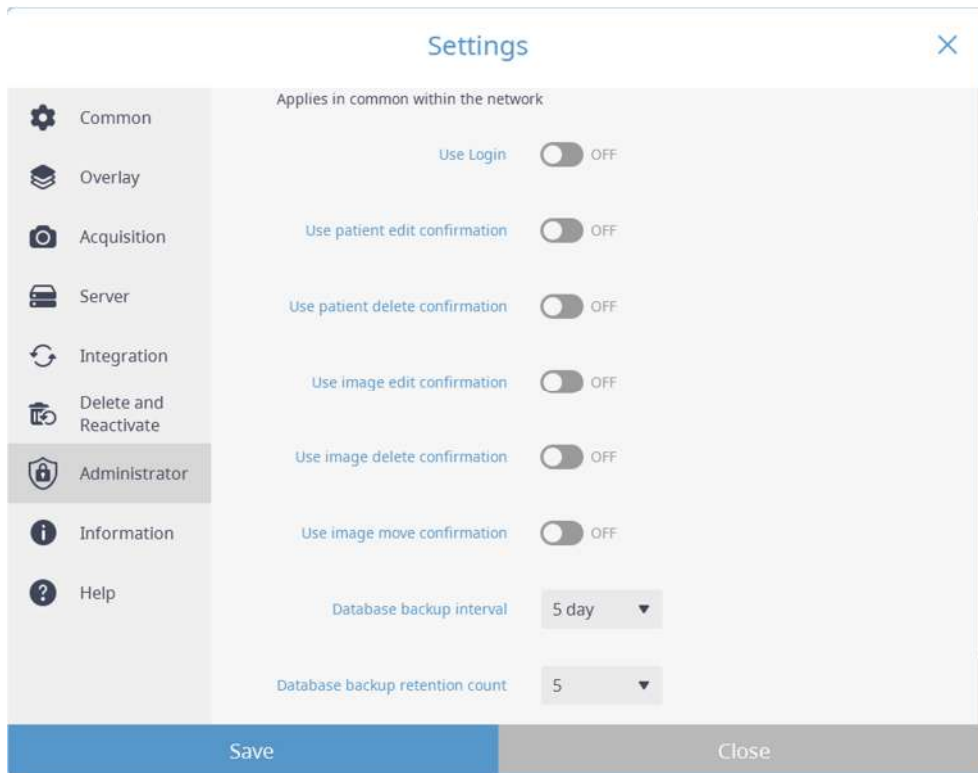 Settings
Common
Overlay
Acquisition
Server
Integration
Delete and
Reactivate
Administrator
Information
Help
Applies in common within the network
Use Login OFF
Use patient edit confirmation OFF
Use patient delete confirmation OFF
Use image edit confirmation OFF
Use image delete confirmation OFF
Use image move confirmation OFF
Database backup interval 5 day
Database backup retention count 5
Save
Close